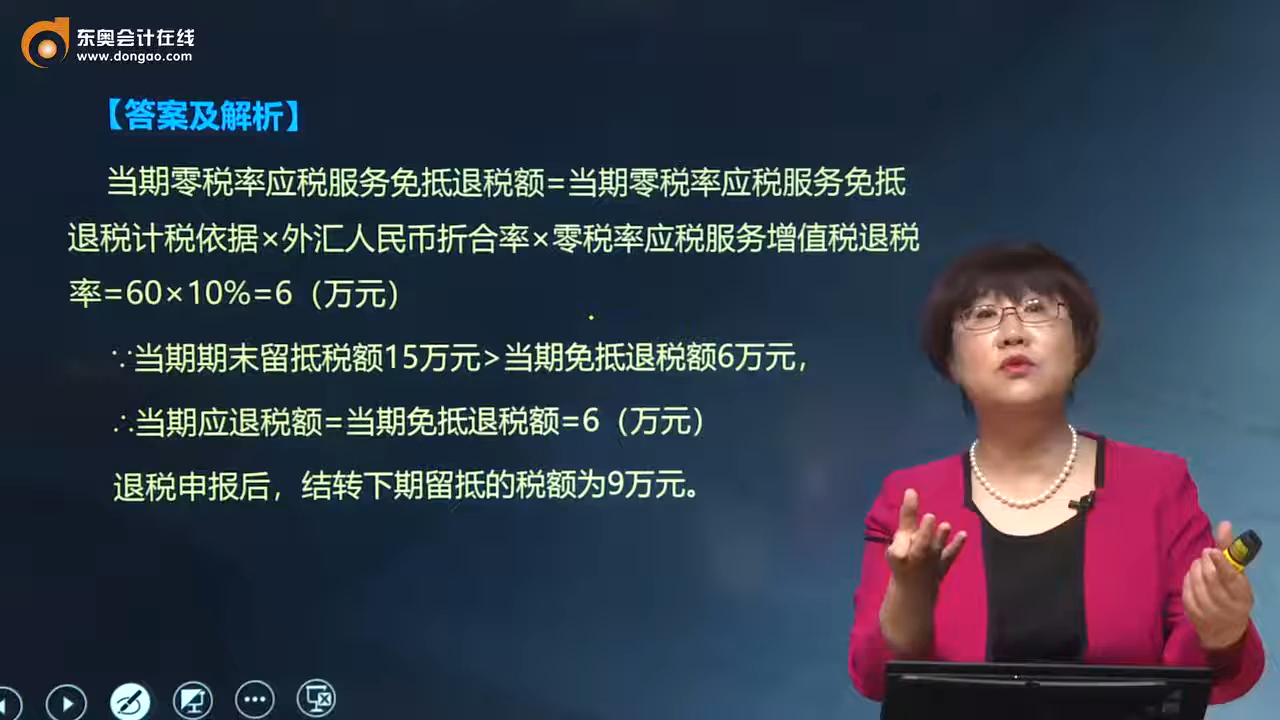 东奥会计在线
www.dongao.com
【答案及解析】
当期零税率应税服务免抵退税额=当期零税率应税服务免抵
退税计税依据×外汇人民币折合率×零税率应税服务增值税退税
率=60×10%=6（万元）
∵当期期末留抵税额15万元>当期免抵退税额6万元，
∴当期应退税额=当期免抵退税额=6（万元）
退税申报后，结转下期留抵的税额为9万元。